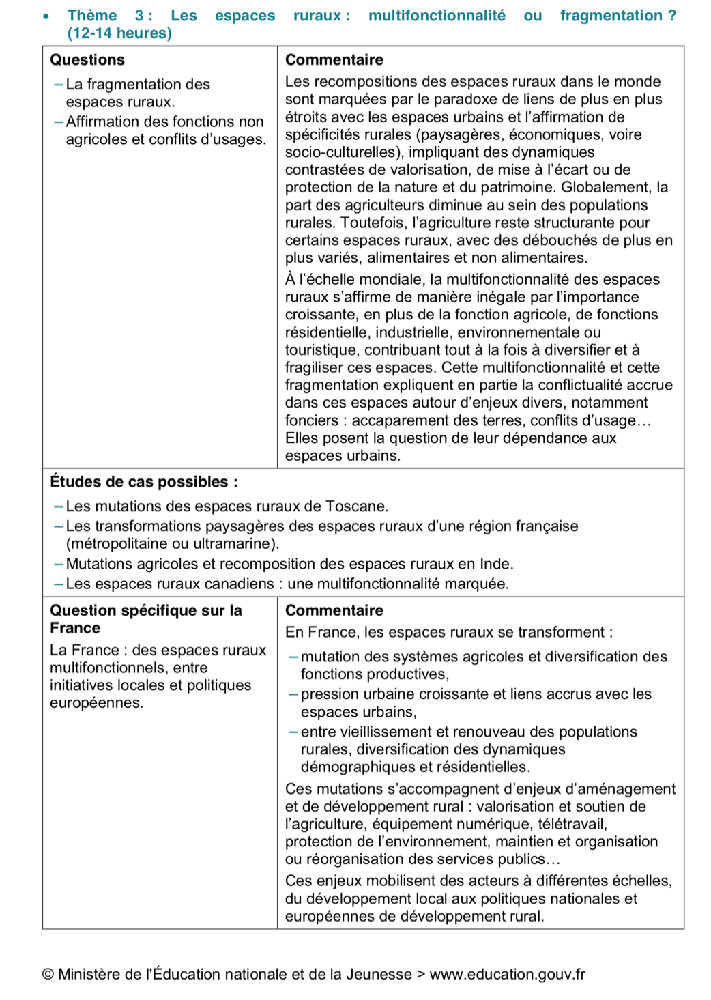 • Thème 3 : Les espaces ruraux : multifonctionnalité ou fragmentation ?
(12-14 heures)
Questions
– La fragmentation des
espaces ruraux.
– Affirmation des fonctions non
agricoles et conflits d’usages.
Commentaire
Les recompositions des espaces ruraux dans le monde
sont marquées par le paradoxe de liens de plus en plus
étroits avec les espaces urbains et l’affirmation de
spécificités rurales (paysagères, économiques, voire
socio-culturelles), impliquant des dynamiques
contrastées de valorisation, de mise à l’écart ou de
protection de la nature et du patrimoine. Globalement, la
part des agriculteurs diminue au sein des populations
rurales. Toutefois, l’agriculture reste structurante pour
certains espaces ruraux, avec des débouchés de plus en
plus variés, alimentaires et non alimentaires.
À l’échelle mondiale, la multifonctionnalité des espaces
ruraux s’affirme de manière inégale par l’importance
croissante, en plus de la fonction agricole, de fonctions
résidentielle, industrielle, environnementale ou
touristique, contribuant tout à la fois à diversifier et à
fragiliser ces espaces. Cette multifonctionnalité et cette
fragmentation expliquent en partie la conflictualité accrue
dans ces espaces autour d’enjeux divers, notamment
fonciers : accaparement des terres, conflits d’usage…
Elles posent la question de leur dépendance aux
espaces urbains.
Études de cas possibles :
– Les mutations des espaces ruraux de Toscane.
– Les transformations paysagères des espaces ruraux d’une région française
(métropolitaine ou ultramarine).
– Mutations agricoles et recomposition des espaces ruraux en Inde.
– Les espaces ruraux canadiens : une multifonctionnalité marquée.
Question spécifique sur la
France
La France : des espaces ruraux
multifonctionnels, entre
initiatives locales et politiques
européennes.
Commentaire
En France, les espaces ruraux se transforment :
– mutation des systèmes agricoles et diversification des
fonctions productives,
– pression urbaine croissante et liens accrus avec les
espaces urbains,
– entre vieillissement et renouveau des populations
rurales, diversification des dynamiques
démographiques et résidentielles.
Ces mutations s’accompagnent d’enjeux d’aménagement
et de développement rural : valorisation et soutien de
l’agriculture, équipement numérique, télétravail,
protection de l’environnement, maintien et organisation
ou réorganisation des services publics…
Ces enjeux mobilisent des acteurs à différentes échelles,
du développement local aux politiques nationales et
européennes de développement rural.
© Ministère de l'Éducation nationale et de la Jeunesse > www.education.gouv.fr